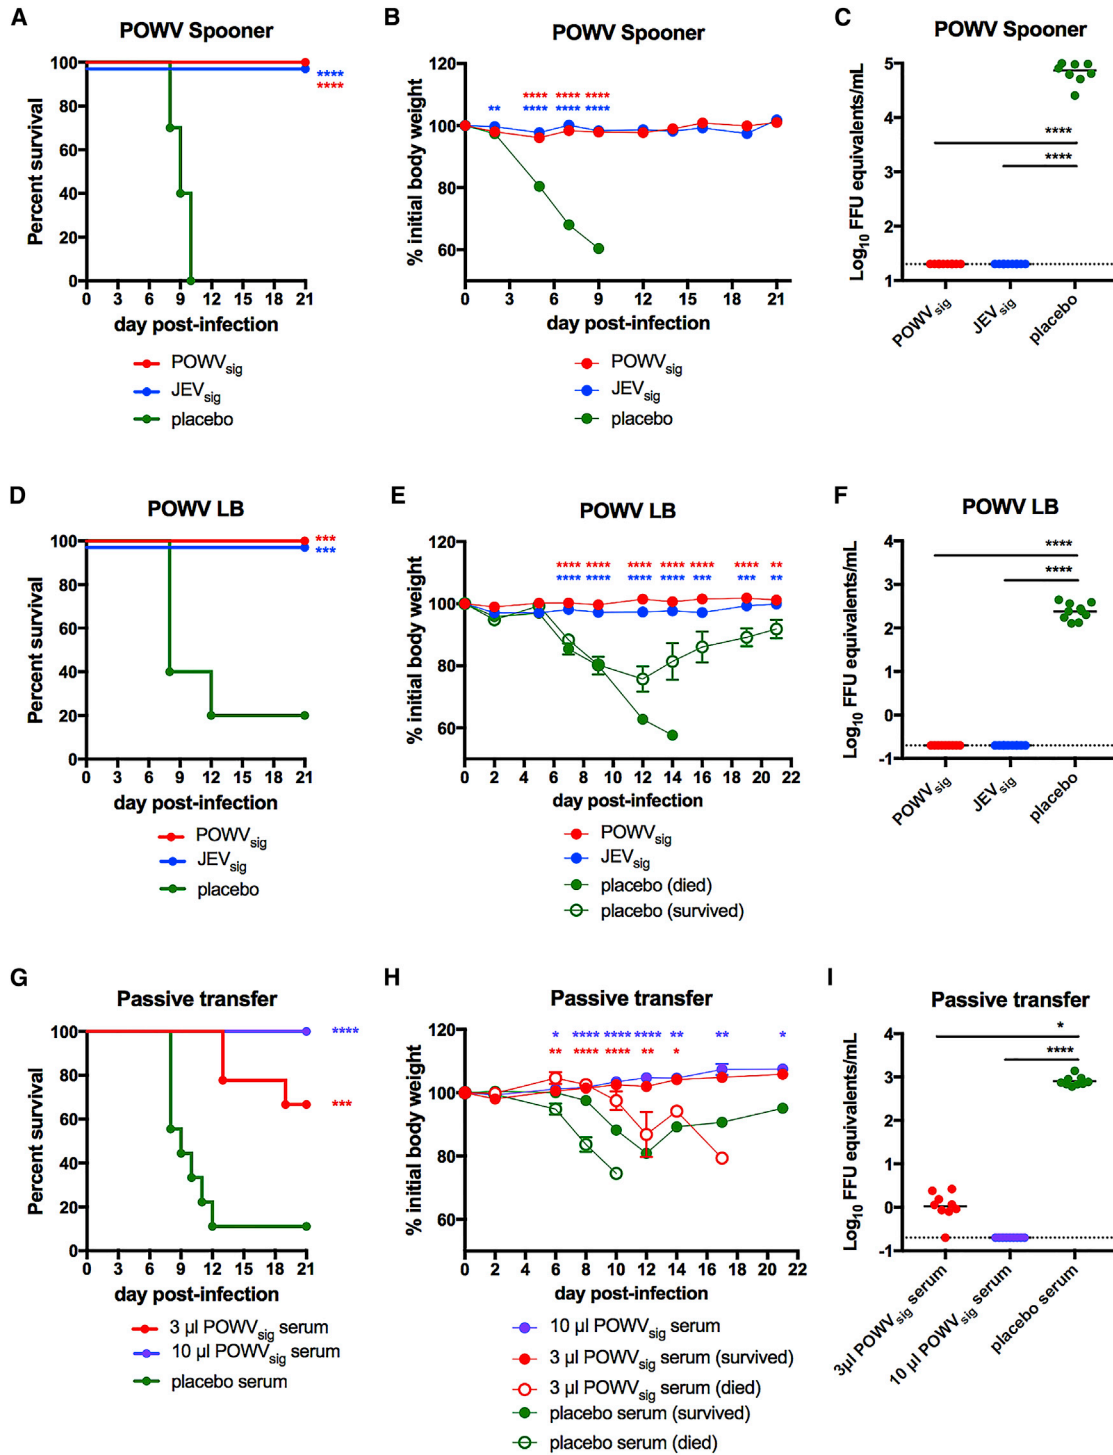 A
POWV Spooner
Percent survival
100
80
60
40
20
0
****
****
0 3 6 9 12 15 18 21
day post-infection
POWVsig
JEVsig
placebo
B
POWV Spooner
% initial body weight
120
100
80
60
**** **** ****
** **** **** ****
0 3 6 9 12 15 18 21
day post-infection
POWVsig
JEVsig
placebo
C
POWV Spooner
Log10 FFU equivalents/mL
5
4
3
2
1
****
****
POWVsig
JEVsig
placebo
D
POWV LB
Percent survival
100
80
60
40
20
0
***
***
0 3 6 9 12 15 18 21
day post-infection
POWVsig
JEVsig
placebo
E
POWV LB
% initial body weight
120
100
80
60
**** **** **** **** **** **** **
**** **** **** **** *** *** **
0 2 4 6 8 10 12 14 16 18 20 22
day post-infection
POWVsig
JEVsig
placebo (died)
placebo (survived)
F
POWV LB
Log10 FFU equivalents/mL
4
3
2
1
0
-1
****
****
POWVsig
JEVsig
placebo
G
Passive transfer
Percent survival
100
80
60
40
20
0
****
***
0 3 6 9 12 15 18 21
day post-infection
3 µl POWVsig serum
10 µl POWVsig serum
placebo serum
H
Passive transfer
% initial body weight
120
100
80
60
* **** **** **** ** ** *
** **** **** ** *
0 2 4 6 8 10 12 14 16 18 20 22
day post-infection
10 µl POWVsig serum
3 µl POWVsig serum (survived)
3 µl POWVsig serum (died)
placebo serum (survived)
placebo serum (died)
I
Passive transfer
Log10 FFU equivalents/mL
4
3
2
1
0
-1
*
****
3µl POWVsig serum
10 µl POWVsig serum
placebo serum